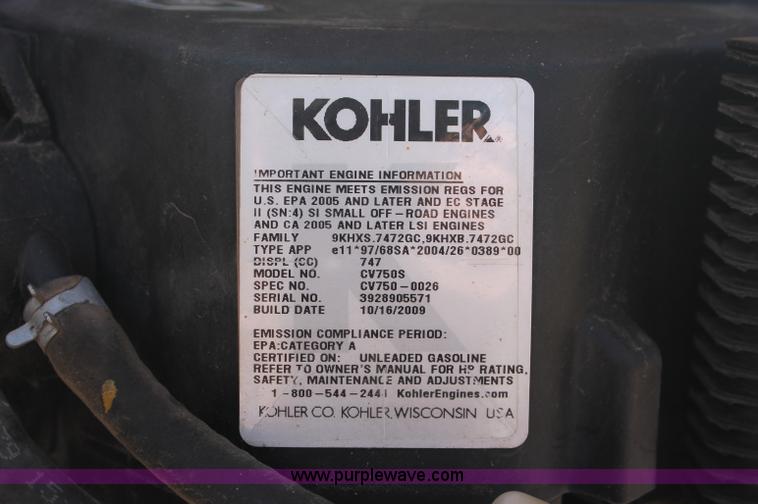 KOHLER
IMPORTANT ENGINE INFORMATION
THIS ENGINE MEETS EMISSION REGS FOR
U.S. EPA 2005 AND LATER AND EC STAGE
II (SN:4) SI SMALL OFF-ROAD ENGINES
AND CA 2005 AND LATER LSI ENGINES
FAMILY 9KHXS.7472GC,9KHXB.7472GC
TYPE APP e11*97/68SA*2004/26*0389*00
DISPL (CC) 747
MODEL NO. CV750S
SPEC NO. CV750-0026
SERIAL NO. 3928905571
BUILD DATE 10/16/2009
EMISSION COMPLIANCE PERIOD:
EPA:CATEGORY A
CERTIFIED ON: UNLEADED GASOLINE
REFER TO OWNER'S MANUAL FOR HP RATING,
SAFETY, MAINTENANCE AND ADJUSTMENTS
1-800-544-2441 KohlerEngines.com
KOHLER CO. KOHLER, WISCONSIN USA
www.purplewave.com